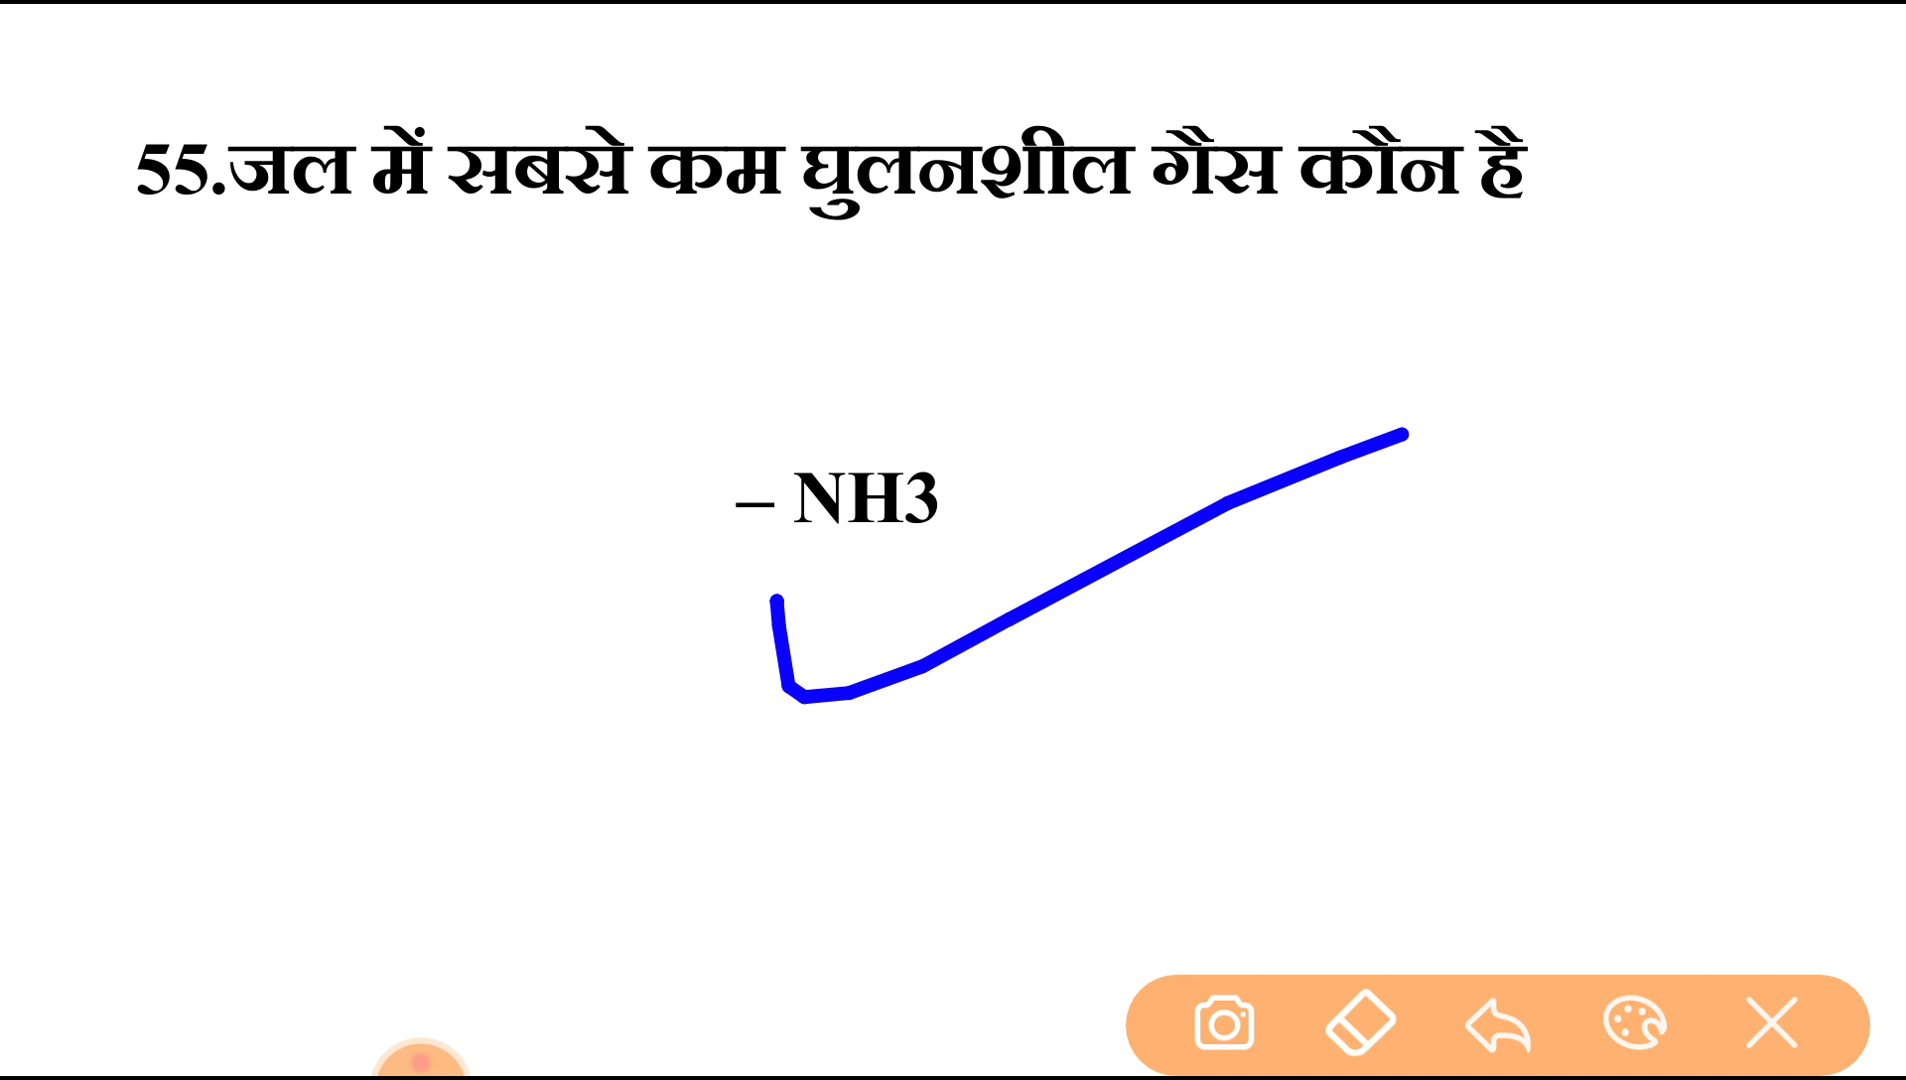 55.जल में सबसे कम घुलनशील गैस कौन है
– NH3